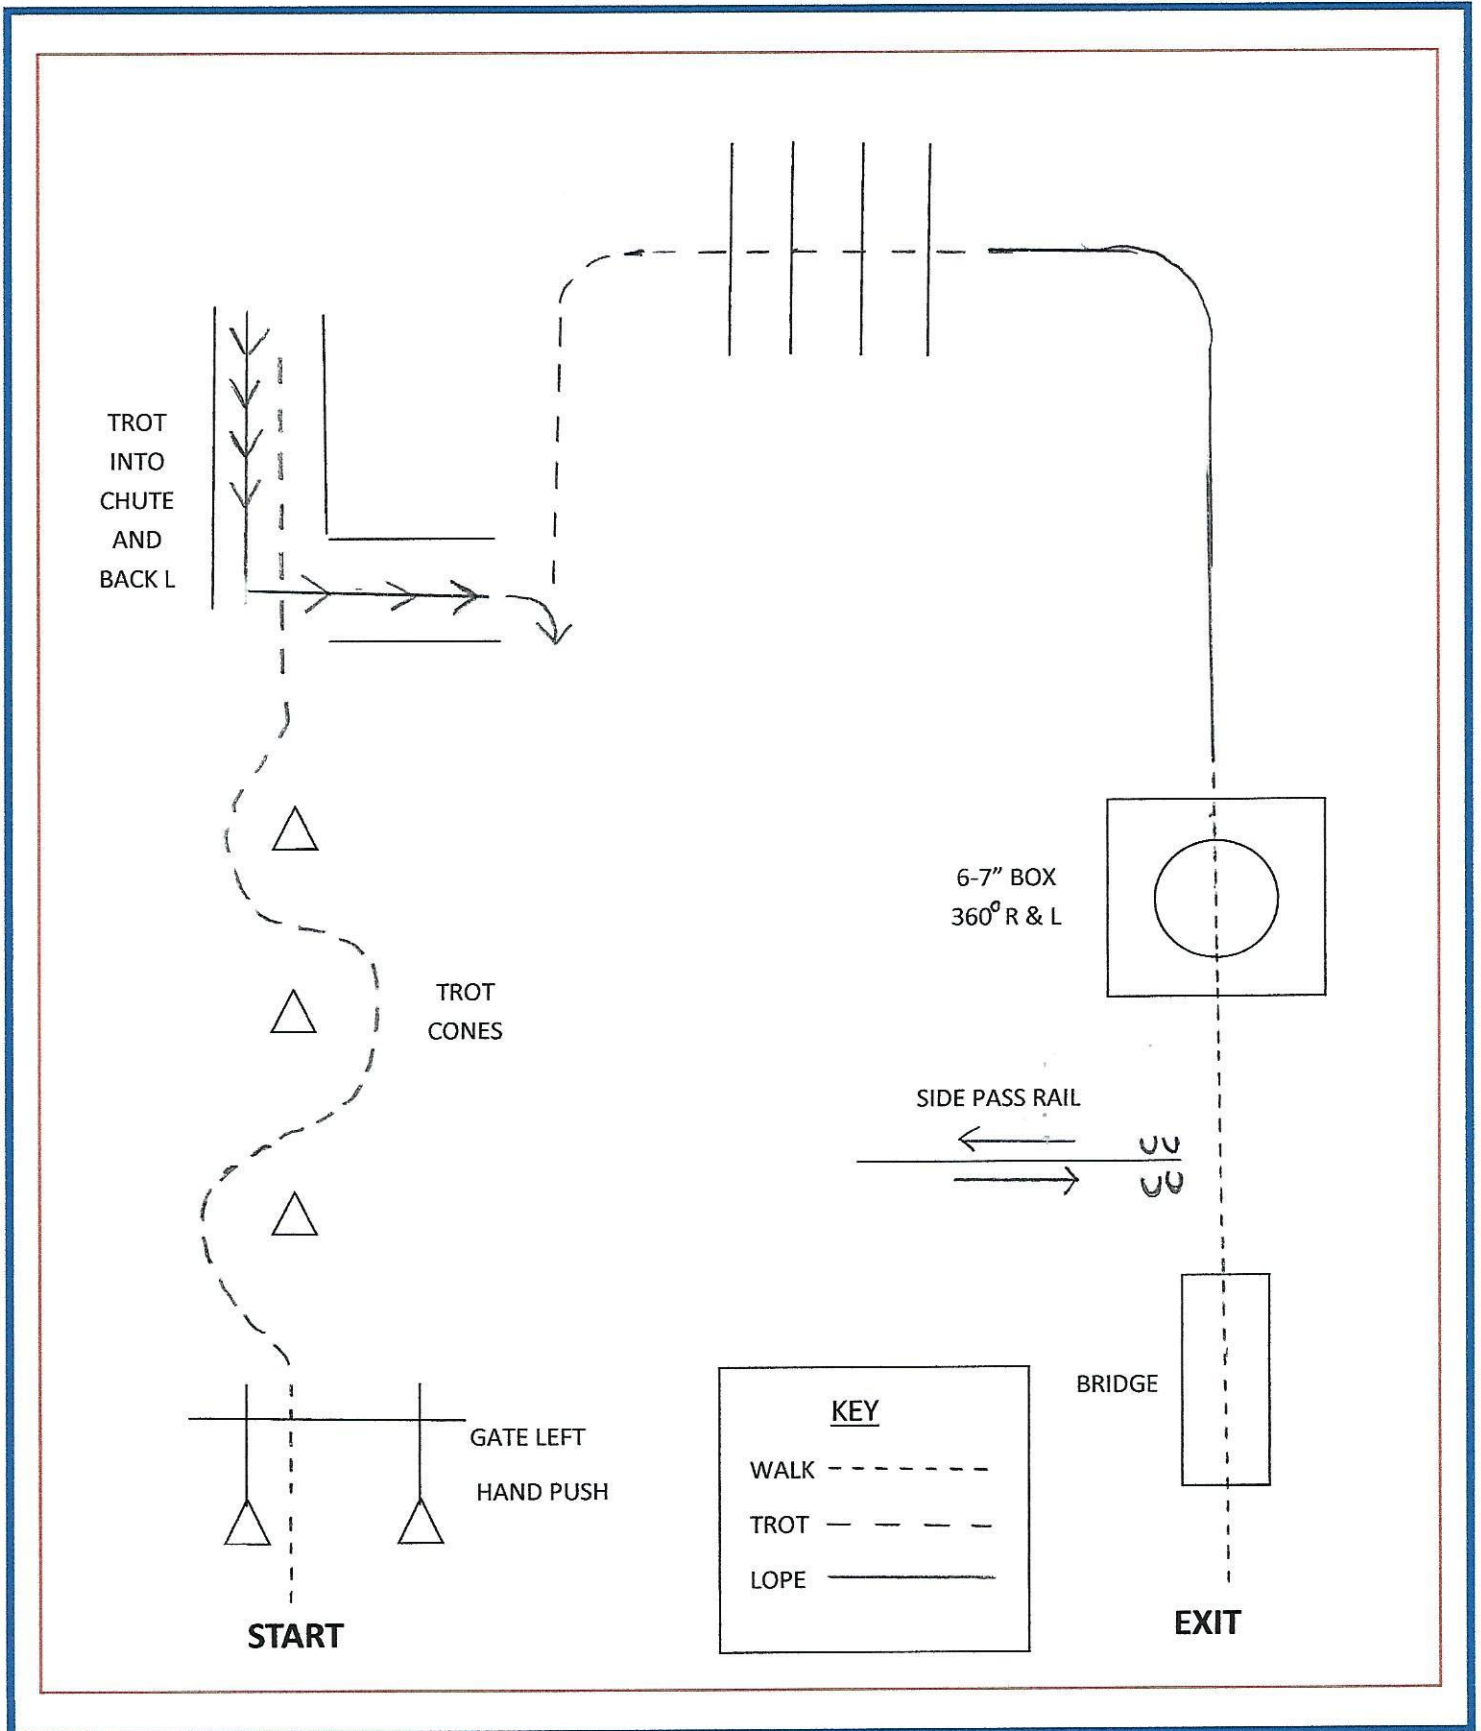 TROT
INTO
CHUTE
AND
BACK L
6-7” BOX
360⁰ R & L
TROT
CONES
SIDE PASS RAIL
BRIDGE
GATE LEFT
HAND PUSH
KEY
WALK
TROT
LOPE
START
EXIT